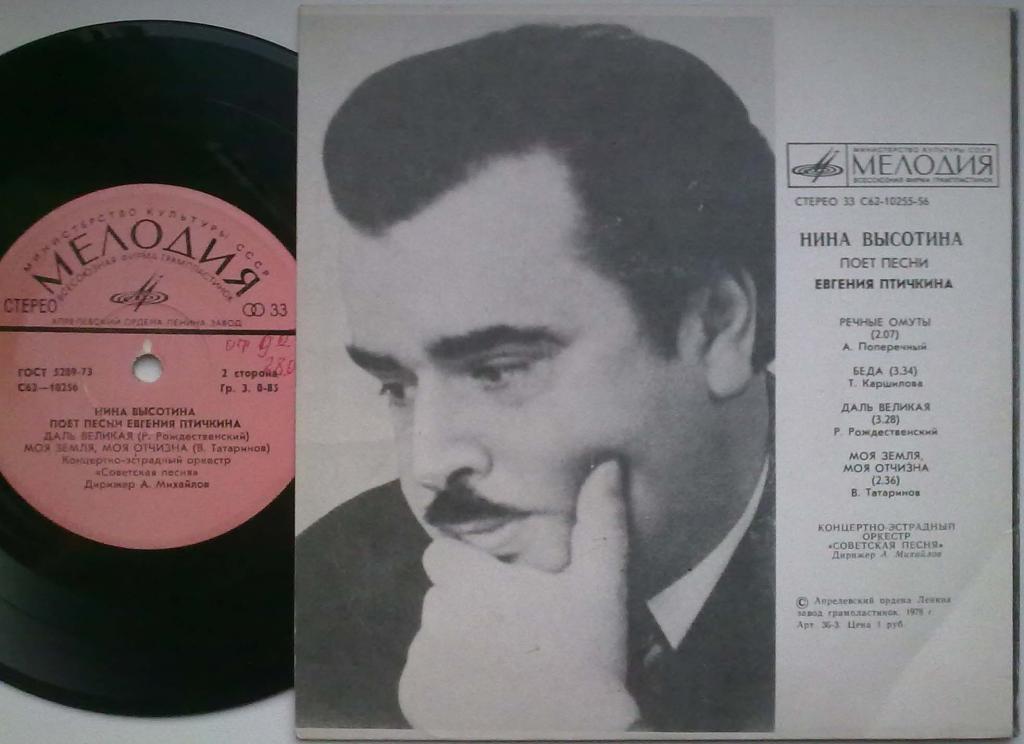 МИНИСТЕРСТВО КУЛЬТУРЫ СССР
МЕЛОДИЯ
ВСЕСОЮЗНАЯ ФИРМА ГРАМПЛАСТИНОК
СТЕРЕО
33
АПРЕЛЕВСКИЙ ОРДЕНА ЛЕНИНА ЗАВОД
ГОСТ 5289-73
2 сторона
С62—10256
Гр. 3. 0-85
НИНА ВЫСОТИНА
ПОЕТ ПЕСНИ ЕВГЕНИЯ ПТИЧКИНА
ДАЛЬ ВЕЛИКАЯ (Р. Рождественский)
МОЯ ЗЕМЛЯ, МОЯ ОТЧИЗНА (В. Татаринов)
Концертно-эстрадный оркестр
«Советская песня»
Дирижер А. Михайлов
МИНИСТЕРСТВО КУЛЬТУРЫ СССР
МЕЛОДИЯ
ВСЕСОЮЗНАЯ ФИРМА ГРАМПЛАСТИНОК
СТЕРЕО 33 С62-10255-56
НИНА ВЫСОТИНА
ПОЕТ ПЕСНИ
ЕВГЕНИЯ ПТИЧКИНА
РЕЧНЫЕ ОМУТЫ
(2.07)
А. Поперечный
БЕДА (3.34)
Т. Каршилова
ДАЛЬ ВЕЛИКАЯ
(3.28)
Р. Рождественский
МОЯ ЗЕМЛЯ,
МОЯ ОТЧИЗНА
(2.36)
В. Татаринов
КОНЦЕРТНО-ЭСТРАДНЫЙ
ОРКЕСТР
«СОВЕТСКАЯ ПЕСНЯ»
Дирижер А. Михайлов
© Апрелевский ордена Ленина
завод грампластинок. 1978 г.
Арт. 36-3. Цена 1 руб.